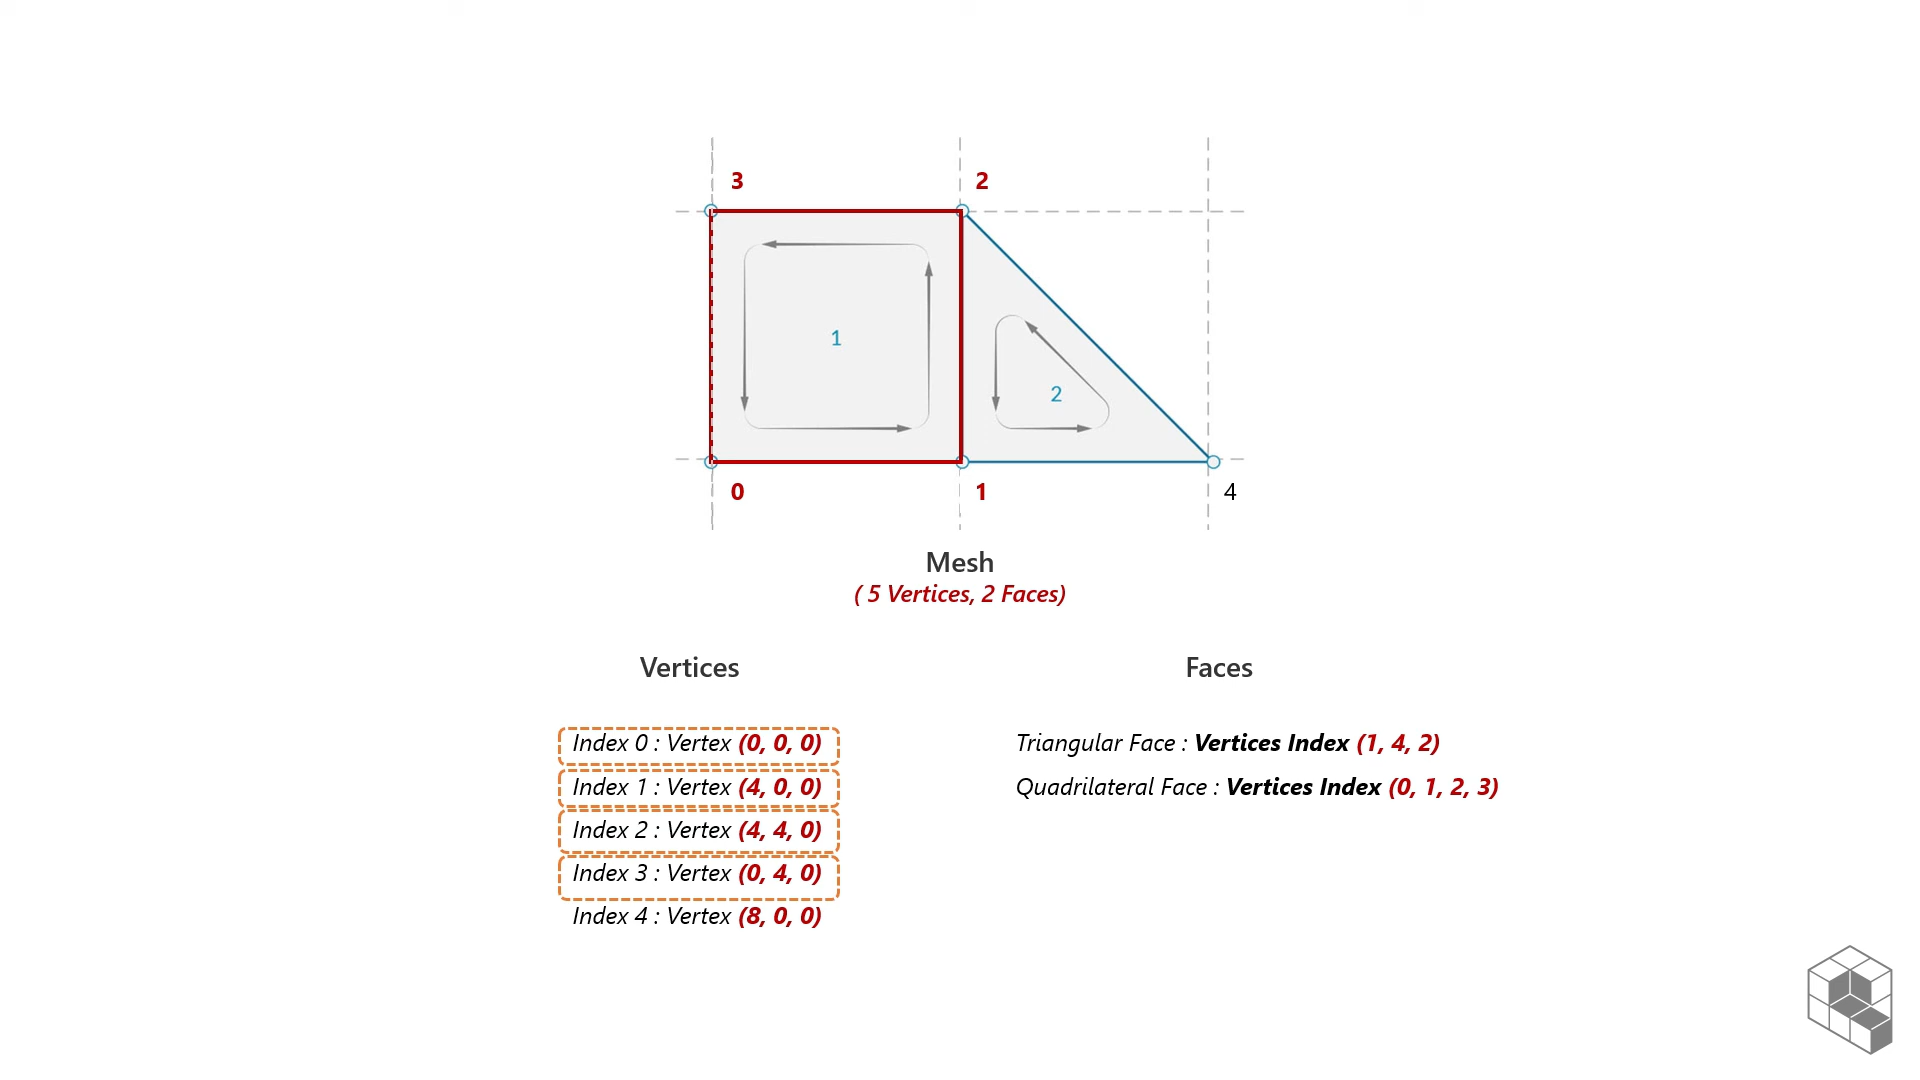 3
2
1
2
0
1
4
Mesh
( 5 Vertices, 2 Faces)
Vertices
Faces
Index 0 : Vertex (0, 0, 0)
Index 1 : Vertex (4, 0, 0)
Index 2 : Vertex (4, 4, 0)
Index 3 : Vertex (0, 4, 0)
Index 4 : Vertex (8, 0, 0)
Triangular Face : Vertices Index (1, 4, 2)
Quadrilateral Face : Vertices Index (0, 1, 2, 3)